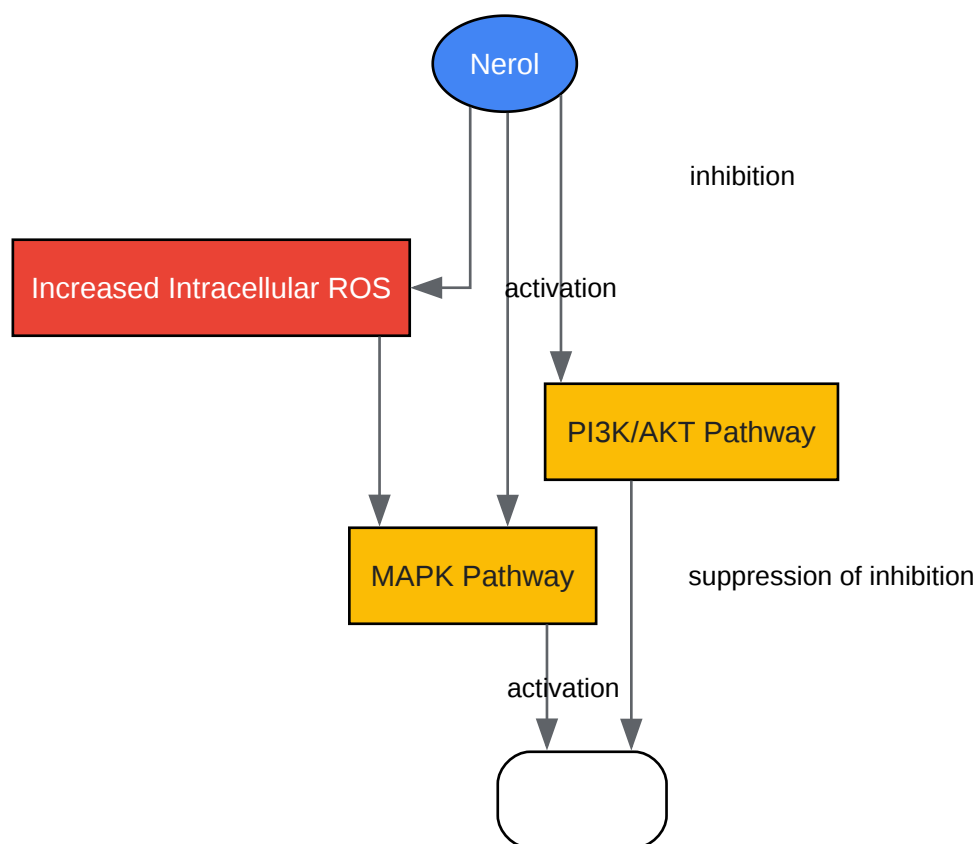 Nerol
inhibition
Increased Intracellular ROS
activation
PI3K/AKT Pathway
MAPK Pathway
suppression of inhibition
activation